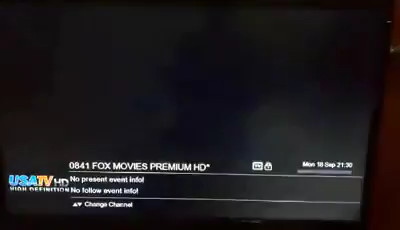 0841 FOX MOVIES PREMIUM HD*
Mon 18 Sep 21:30
No present event info!
USATV HD
HIGH DEFINITION
No follow event info!
▲▼ Change Channel